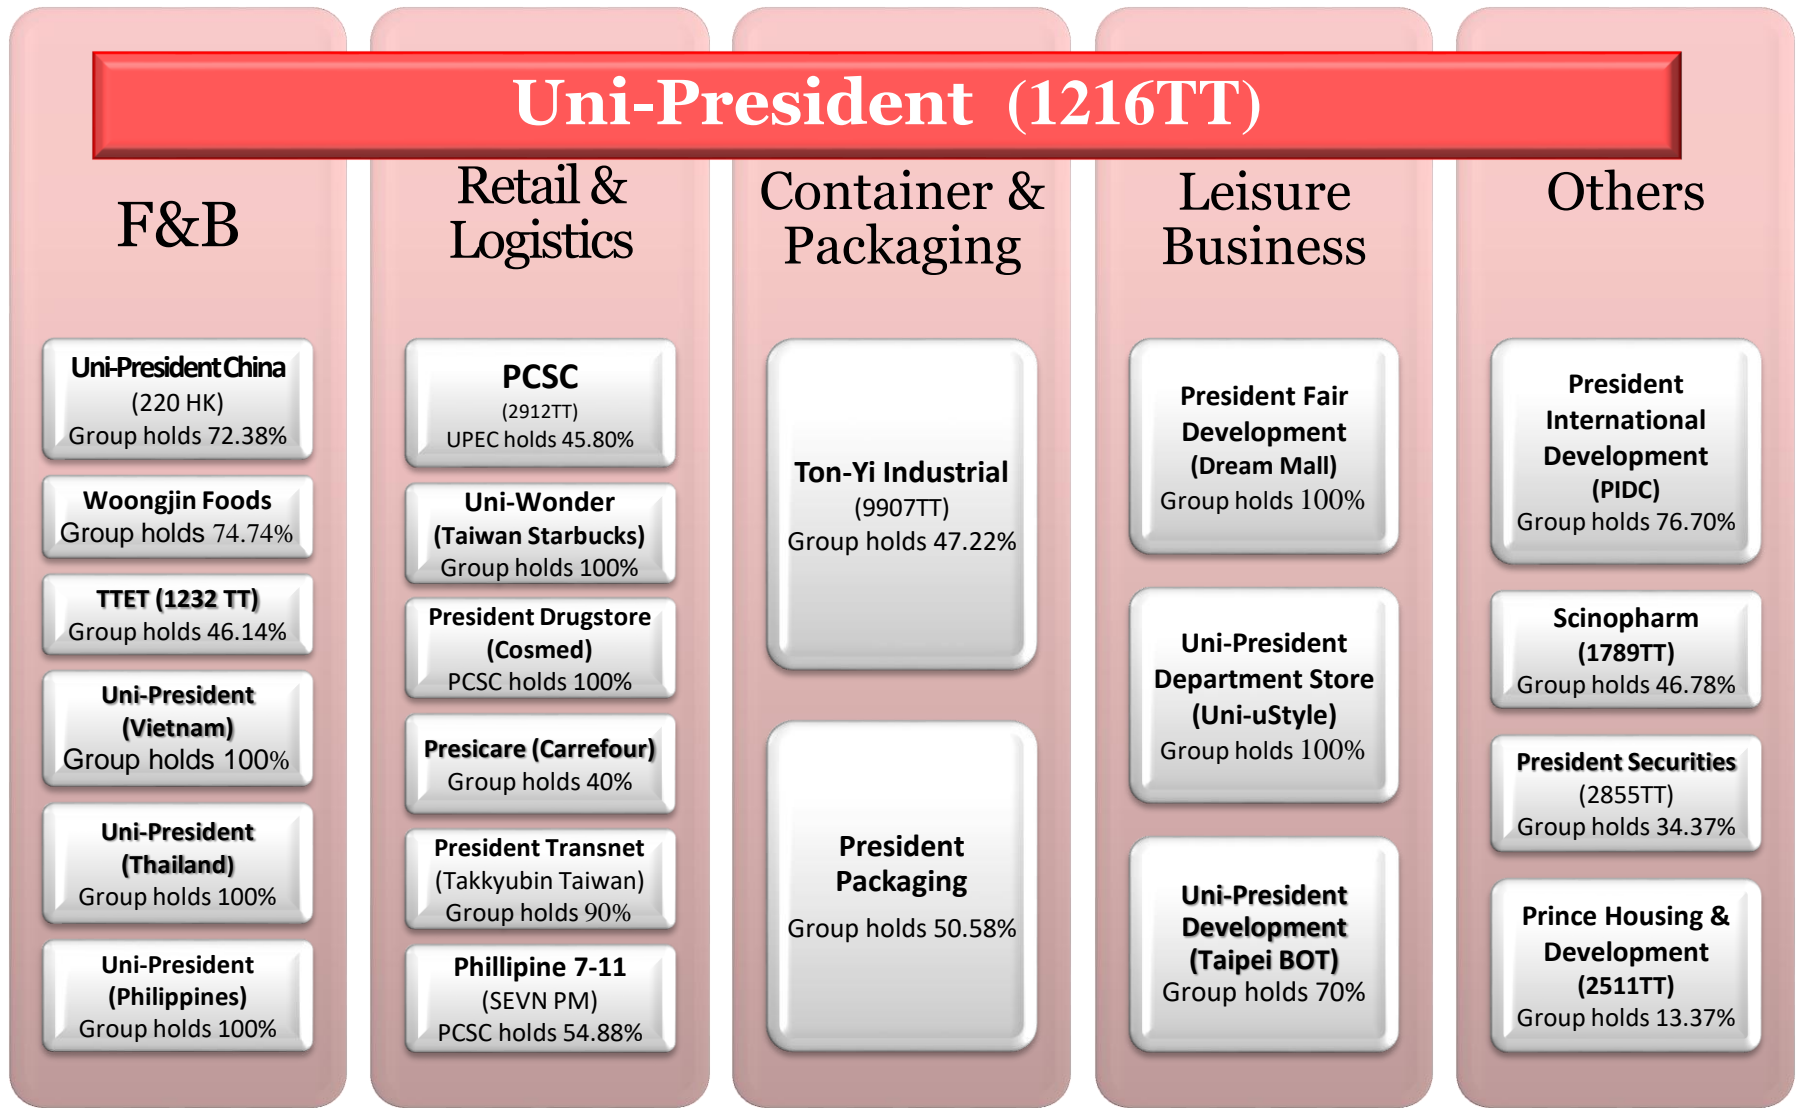 Uni-President (1216TT)
F&B
Uni-President China
(220 HK)
Group holds 72.38%
Woongjin Foods
Group holds 74.74%
TTET (1232 TT)
Group holds 46.14%
Uni-President
(Vietnam)
Group holds 100%
Uni-President
(Thailand)
Group holds 100%
Uni-President
(Philippines)
Group holds 100%
Retail &
Logistics
PCSC
(2912TT)
UPEC holds 45.80%
Uni-Wonder
(Taiwan Starbucks)
Group holds 100%
President Drugstore
(Cosmed)
PCSC holds 100%
Presicare (Carrefour)
Group holds 40%
President Transnet
(Takkyubin Taiwan)
Group holds 90%
Phillipine 7-11
(SEVN PM)
PCSC holds 54.88%
Container &
Packaging
Ton-Yi Industrial
(9907TT)
Group holds 47.22%
President
Packaging
Group holds 50.58%
Leisure
Business
President Fair
Development
(Dream Mall)
Group holds 100%
Uni-President
Department Store
(Uni-uStyle)
Group holds 100%
Uni-President
Development
(Taipei BOT)
Group holds 70%
Others
President
International
Development
(PIDC)
Group holds 76.70%
Scinopharm
(1789TT)
Group holds 46.78%
President Securities
(2855TT)
Group holds 34.37%
Prince Housing &
Development
(2511TT)
Group holds 13.37%